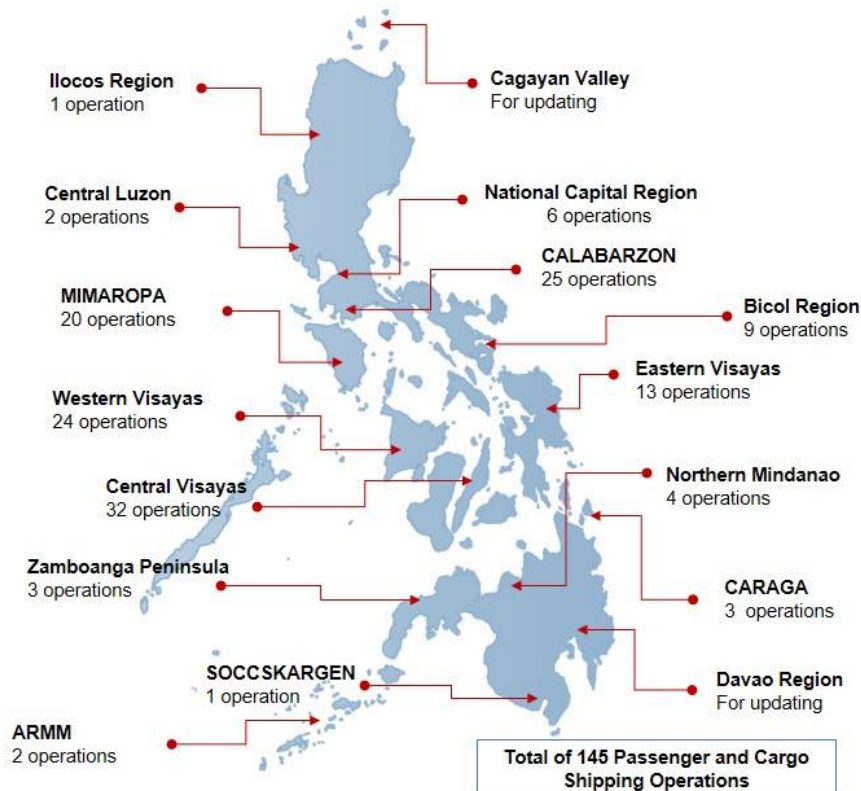 Ilocos Region
1 operation
Cagayan Valley
For updating
Central Luzon
2 operations
National Capital Region
6 operations
CALABARZON
25 operations
MIMAROPA
20 operations
Bicol Region
9 operations
Eastern Visayas
13 operations
Western Visayas
24 operations
Northern Mindanao
4 operations
Central Visayas
32 operations
Zamboanga Peninsula
3 operations
CARAGA
3 operations
SOCCSKARGEN
1 operation
Davao Region
For updating
ARMM
2 operations
Total of 145 Passenger and Cargo
Shipping Operations